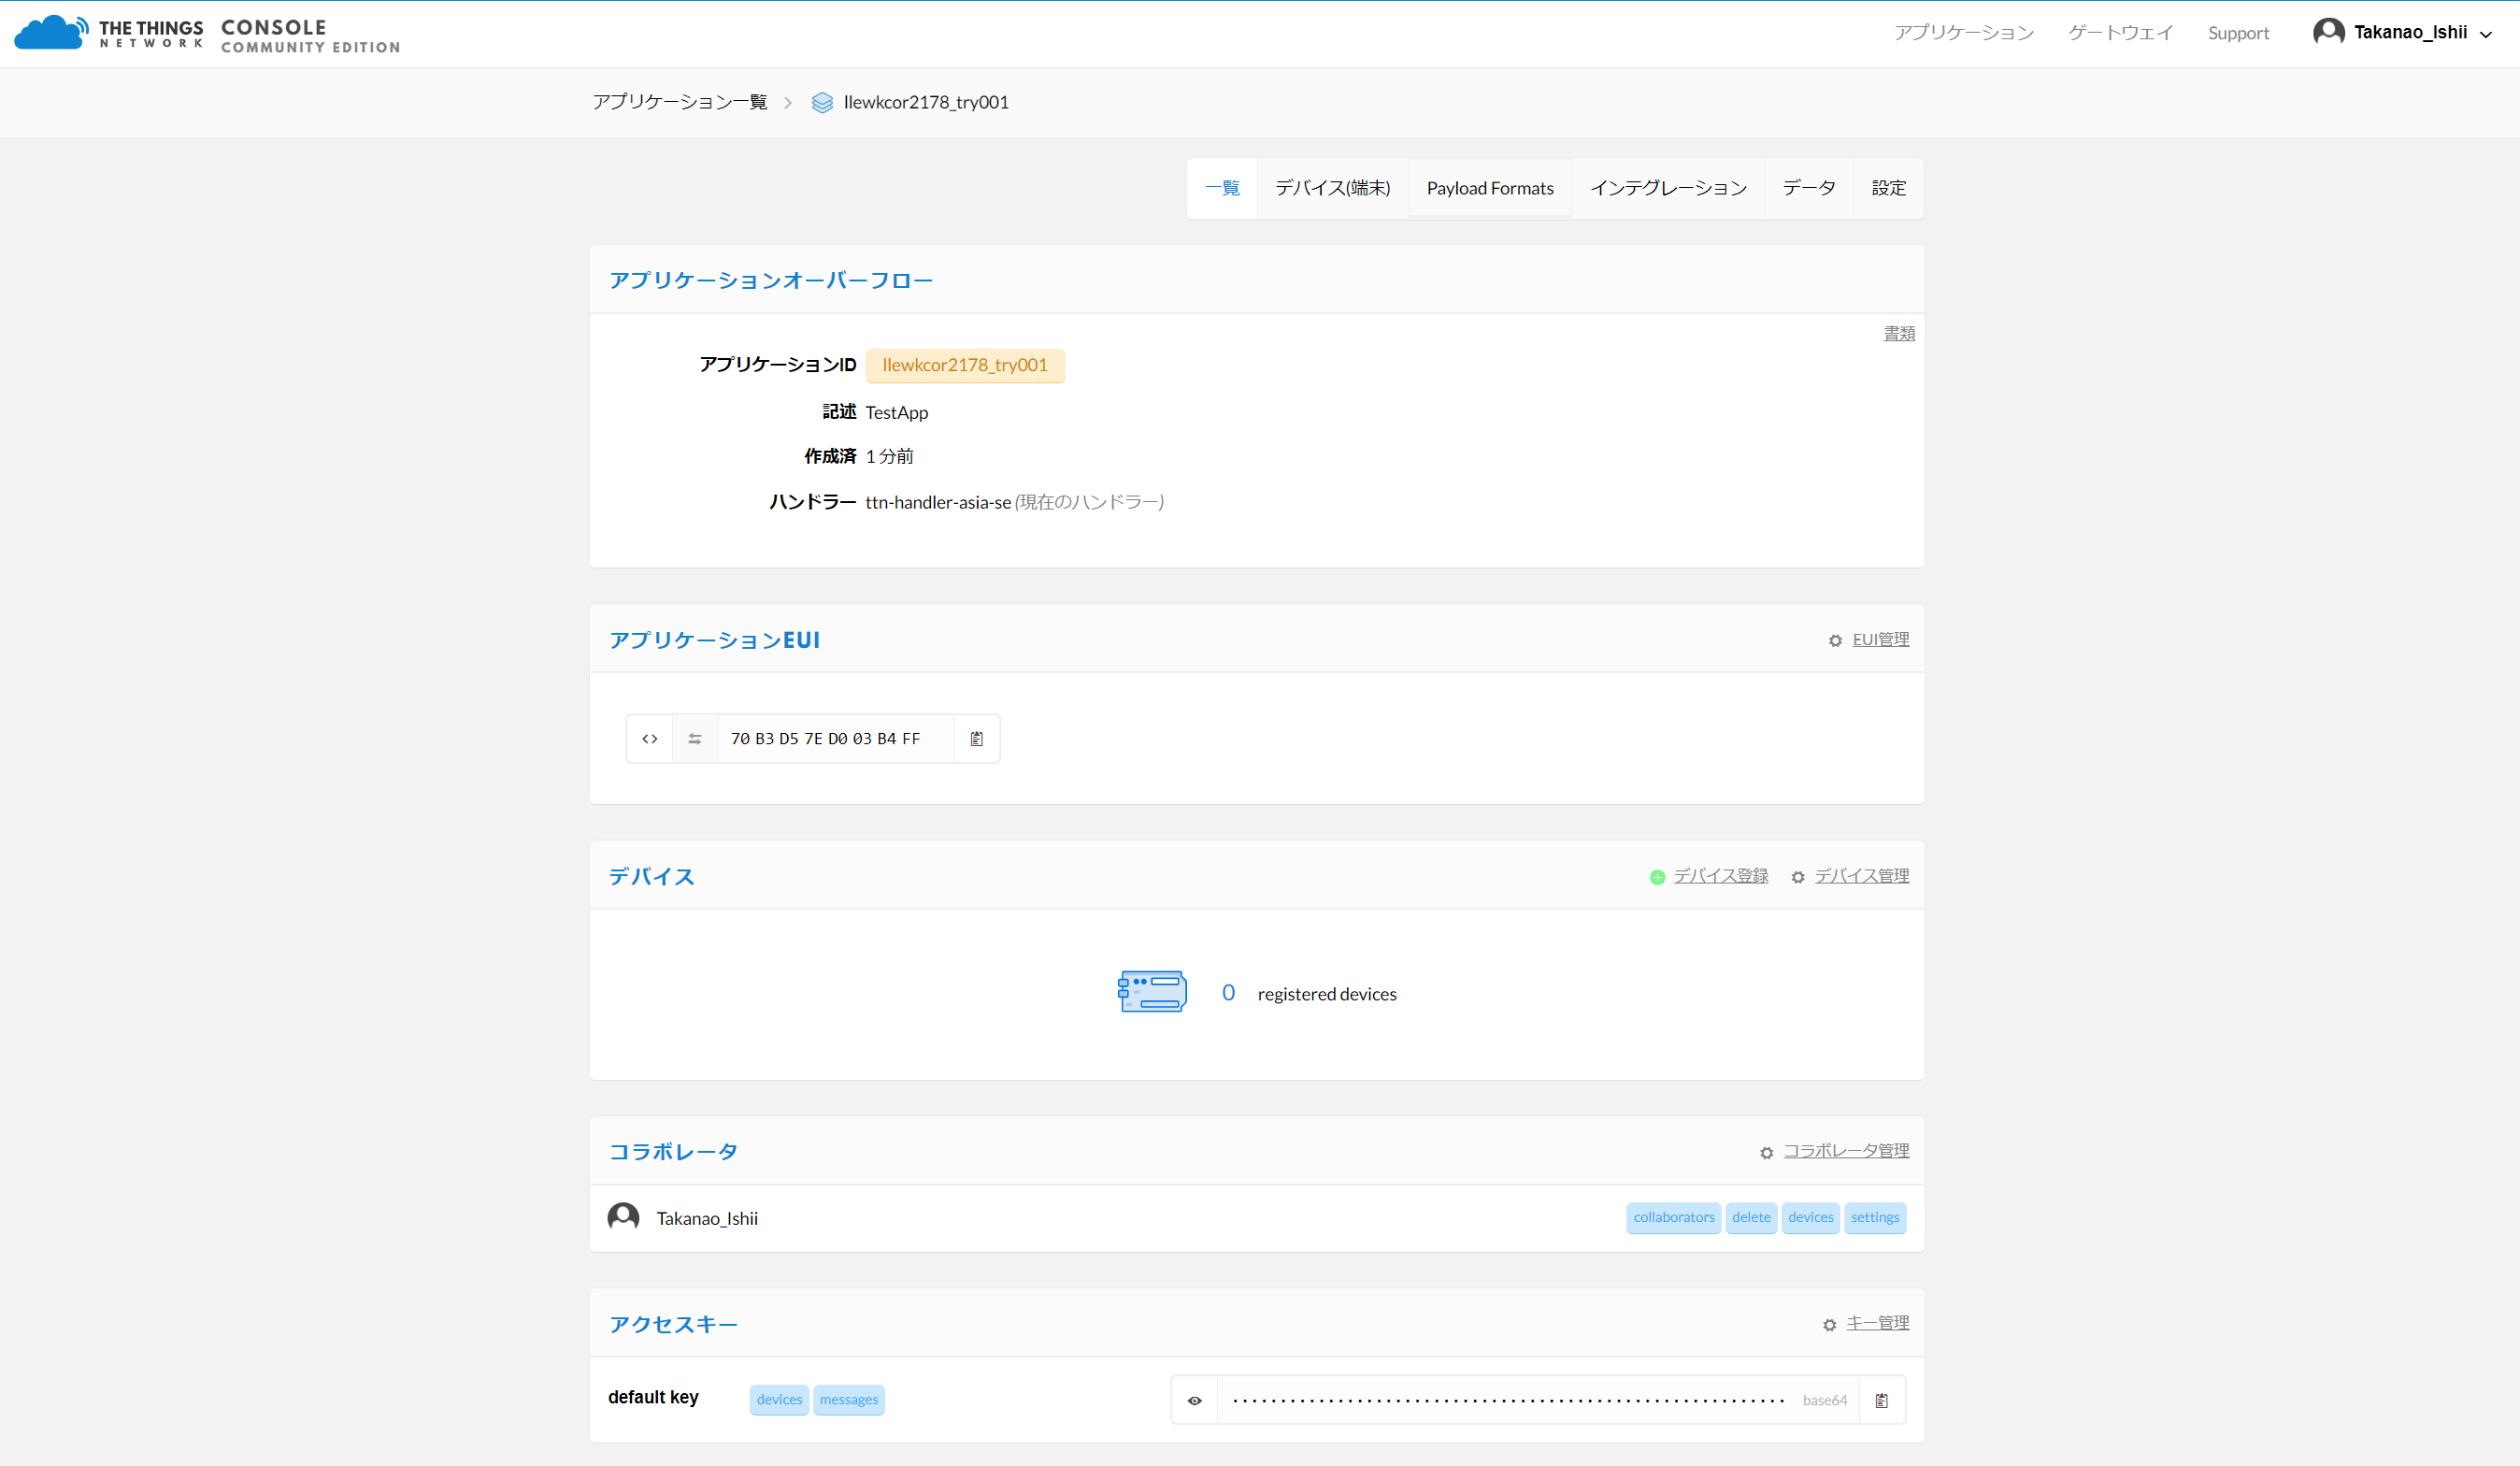 THE THINGS NETWORK CONSOLE COMMUNITY EDITION
アプリケーション ゲートウェイ Support Takanao_Ishii
アプリケーション一覧 llewkcor2178_try001
一覧 デバイス(端末) Payload Formats インテグレーション データ 設定
アプリケーションオーバーフロー
書類
アプリケーションID llewkcor2178_try001
記述 TestApp
作成済 1 分前
ハンドラー ttn-handler-asia-se (現在のハンドラー)
アプリケーションEUI EUI管理
<> 70 B3 D5 7E D0 03 B4 FF
デバイス デバイス登録 デバイス管理
0 registered devices
コラボレータ コラボレータ管理
Takanao_Ishii collaborators delete devices settings
アクセスキー キー管理
default key devices messages base64